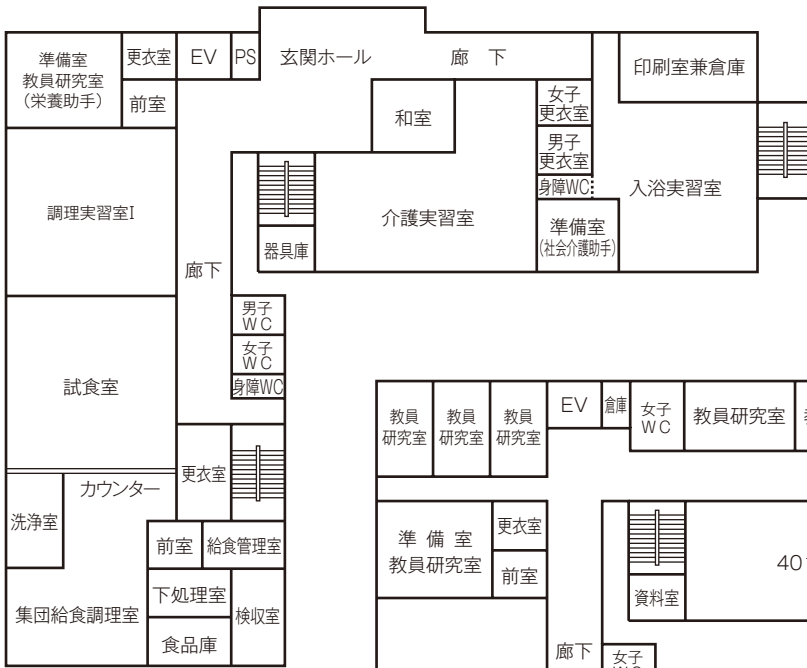 準備室
教員研究室
(栄養助手)
更衣室
EV
PS
玄関ホール
廊 下
印刷室兼倉庫
前室
和室
女子
更衣室
男子
更衣室
身障WC
入浴実習室
調理実習室I
介護実習室
準備室
(社会介護助手)
器具庫
廊下
男子
WC
女子
WC
身障WC
試食室
カウンター
更衣室
洗浄室
前室
給食管理室
集団給食調理室
下処理室
検収室
食品庫
教員
研究室
教員
研究室
教員
研究室
EV
倉庫
女子
WC
教員研究室
準 備 室
教員研究室
更衣室
前室
資料室
40
廊下
女子